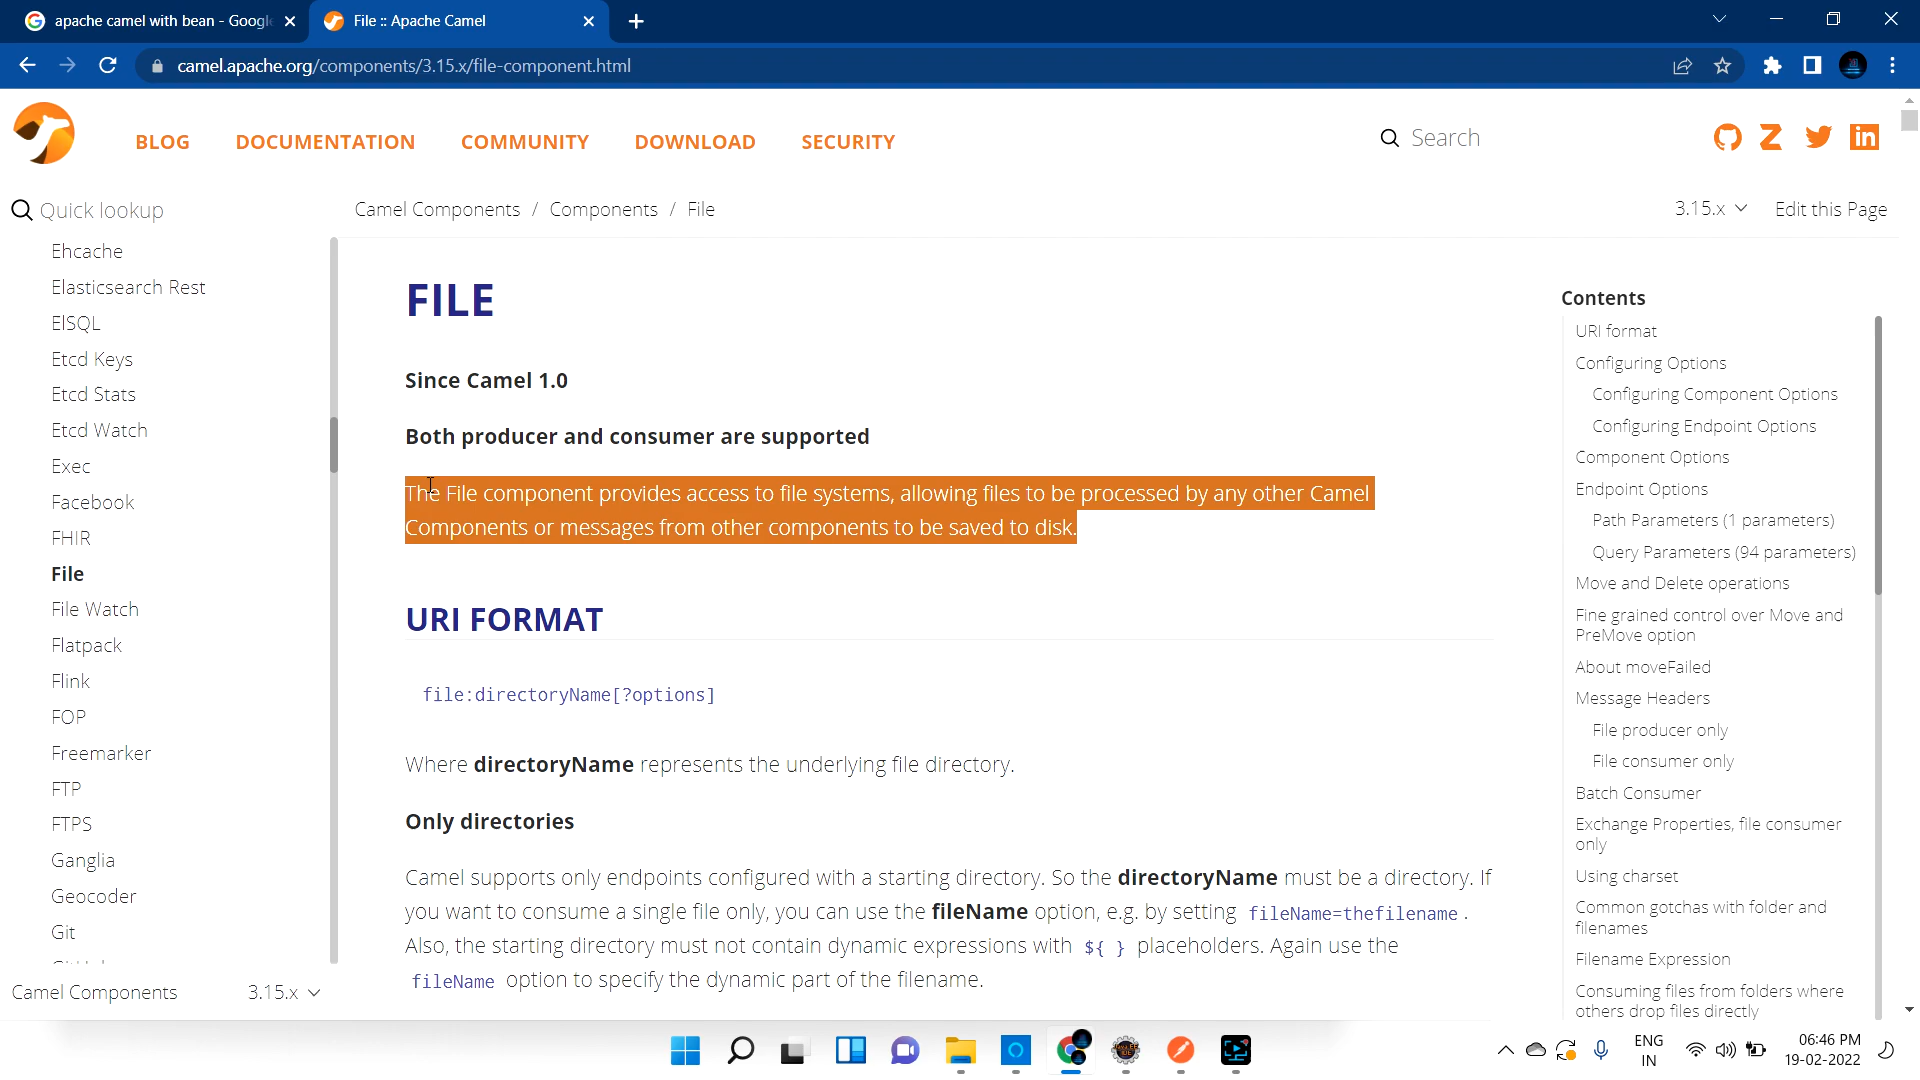 apache camel with bean - Google
File :: Apache Camel
camel.apache.org/components/3.15.x/file-component.html
BLOG
DOCUMENTATION
COMMUNITY
DOWNLOAD
SECURITY
Search
Quick lookup
Camel Components / Components / File
3.15.x
Edit this Page
Ehcache
Elasticsearch Rest
ElSQL
Etcd Keys
Etcd Stats
Etcd Watch
Exec
Facebook
FHIR
File
File Watch
Flatpack
Flink
FOP
Freemarker
FTP
FTPS
Ganglia
Geocoder
Git
Camel Components
3.15.x
FILE
Since Camel 1.0
Both producer and consumer are supported
The File component provides access to file systems, allowing files to be processed by any other Camel
Components or messages from other components to be saved to disk.
URI FORMAT
file:directoryName[?options]
Where directoryName represents the underlying file directory.
Only directories
Camel supports only endpoints configured with a starting directory. So the directoryName must be a directory. If
you want to consume a single file only, you can use the fileName option, e.g. by setting fileName=thefilename.
Also, the starting directory must not contain dynamic expressions with ${ } placeholders. Again use the
fileName option to specify the dynamic part of the filename.
Contents
URI format
Configuring Options
Configuring Component Options
Configuring Endpoint Options
Component Options
Endpoint Options
Path Parameters (1 parameters)
Query Parameters (94 parameters)
Move and Delete operations
Fine grained control over Move and
PreMove option
About moveFailed
Message Headers
File producer only
File consumer only
Batch Consumer
Exchange Properties, file consumer
only
Using charset
Common gotchas with folder and
filenames
Filename Expression
Consuming files from folders where
others drop files directly
ENG
IN
06:46 PM
19-02-2022